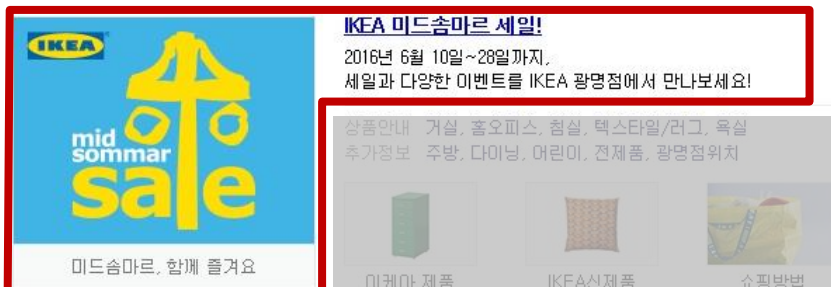 IKEA
mid
sommar
sale
미드솜마르, 함께 즐겨요
IKEA 미드솜마르 세일!
2016년 6월 10일~28일까지,
세일과 다양한 이벤트를 IKEA 광명점에서 만나보세요!
상품안내 거실, 홈오피스, 침실, 텍스타일/러그, 욕실
추가정보 주방, 다이닝, 어린이, 전제품, 광명점위치
이케아 제품 IKEA신제품 쇼핑방법